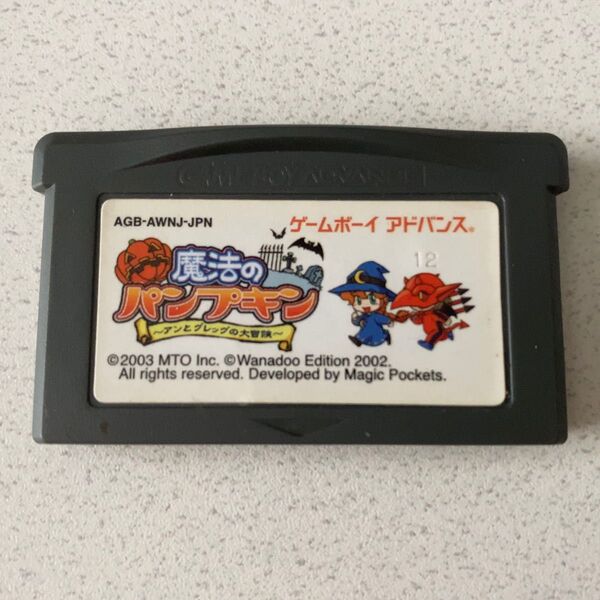 GAME BOY ADVANCE
AGB-AWNJ-JPN
ゲームボーイ アドバンス®
12
魔法の
パンプキン
～アンとグレッグの大冒険～
©2003 MTO Inc. ©Wanadoo Edition 2002.
All rights reserved. Developed by Magic Pockets.